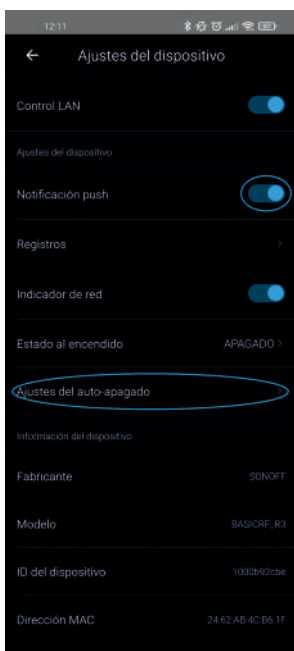 12:11
Ajustes del dispositivo
Control LAN
Ajustes del dispositivo
Notificación push
Registros
Indicador de red
Estado al encendido APAGADO
Ajustes del auto-apagado
Información del dispositivo
Fabricante SONOFF
Modelo BASICRF_R3
ID del dispositivo 1000b92cbe
Dirección MAC 24:62:AB:4C:B6:1F